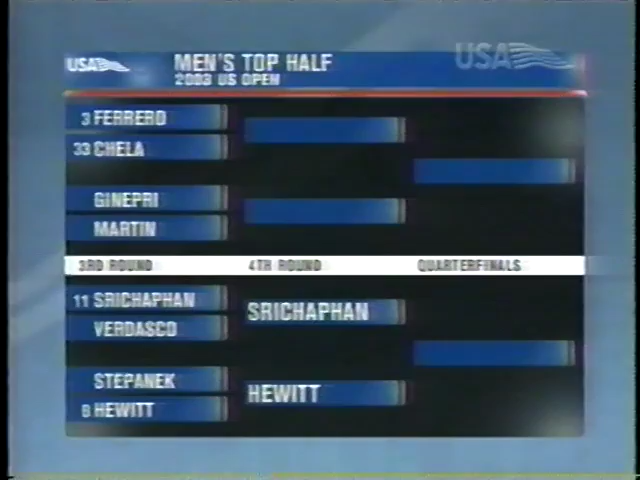 USA
MEN'S TOP HALF
USA
2003 US OPEN
3 FERRERO
33 CHELA
GINEPRI
MARTIN
3RD ROUND 4TH ROUND QUARTERFINALS
11 SRICHAPHAN
VERDASCO
SRICHAPHAN
STEPANEK
6 HEWITT
HEWITT